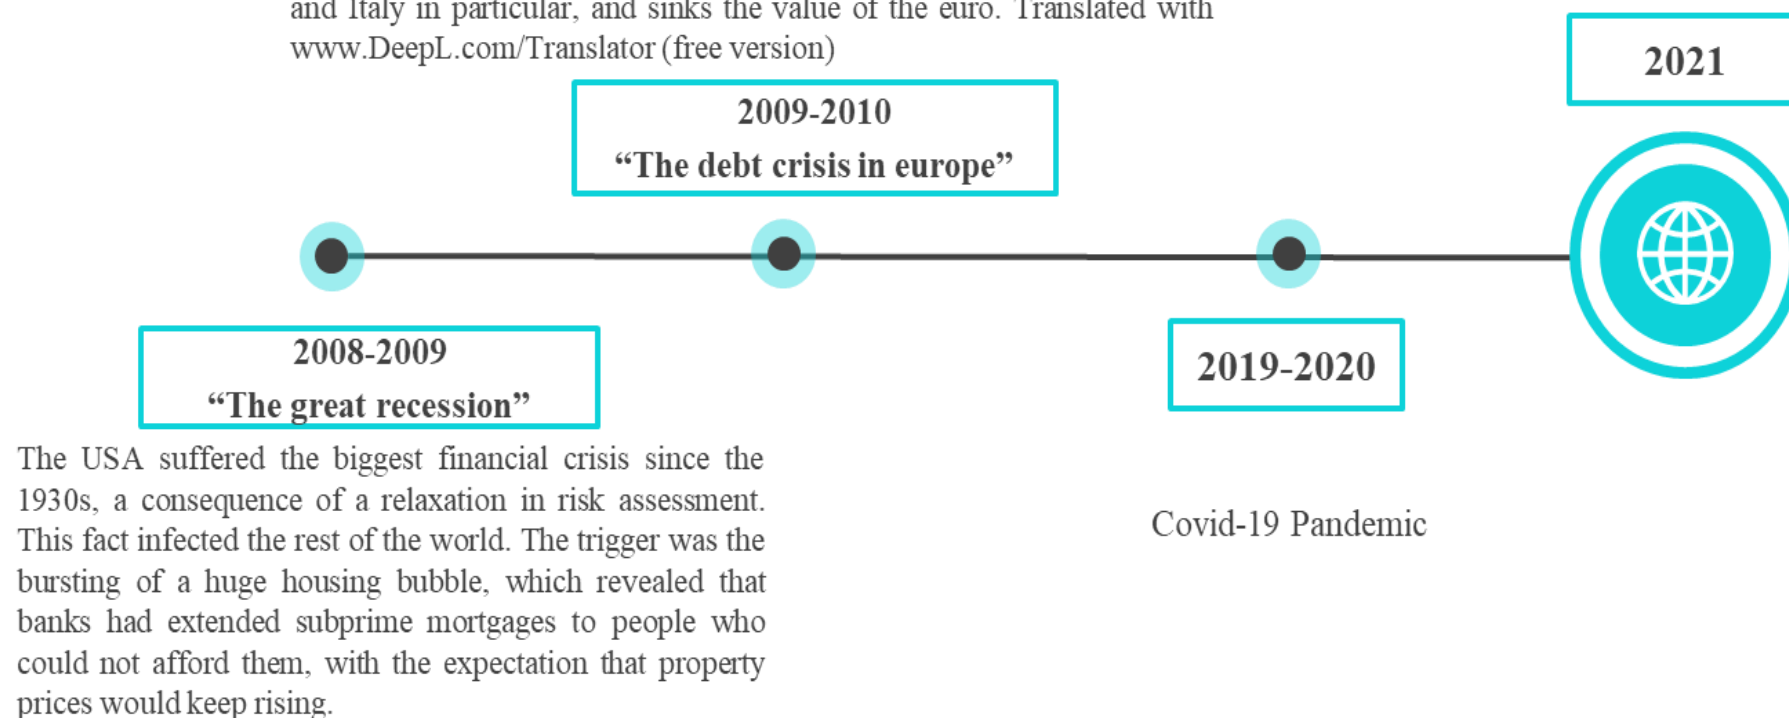 and Italy in particular, and sinks the value of the euro. Translated with
www.DeepL.com/Translator (free version)
2021
2009-2010
“The debt crisis in europe”
2008-2009
“The great recession”
2019-2020
The USA suffered the biggest financial crisis since the
1930s, a consequence of a relaxation in risk assessment.
This fact infected the rest of the world. The trigger was the
bursting of a huge housing bubble, which revealed that
banks had extended subprime mortgages to people who
could not afford them, with the expectation that property
prices would keep rising.
Covid-19 Pandemic